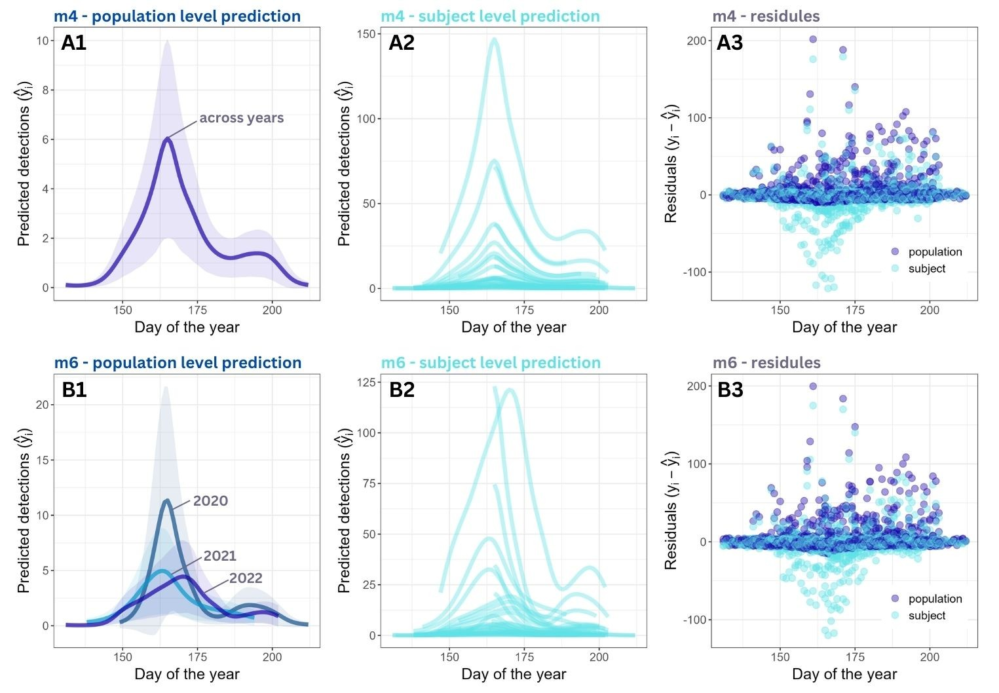 m4 - population level prediction
A1
10
8
6
4
2
0
across years
Predicted detections (ŷi)
150
175
200
Day of the year
m4 - subject level prediction
A2
150
100
50
0
Predicted detections (ŷi)
150
175
200
Day of the year
m4 - residules
A3
200
100
0
-100
Residuals (yi − ŷi)
population
subject
150
175
200
Day of the year
m6 - population level prediction
B1
20
15
10
5
0
2020
2021
2022
Predicted detections (ŷi)
150
175
200
Day of the year
m6 - subject level prediction
B2
125
100
75
50
25
0
Predicted detections (ŷi)
150
175
200
Day of the year
m6 - residules
B3
200
100
0
-100
Residuals (yi − ŷi)
population
subject
150
175
200
Day of the year